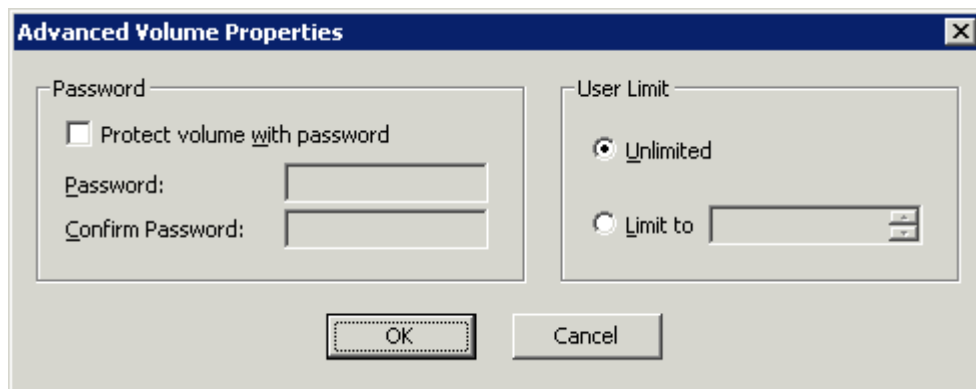 Advanced Volume Properties
Password
Protect volume with password
Password:
Confirm Password:
User Limit
Unlimited
Limit to
OK
Cancel